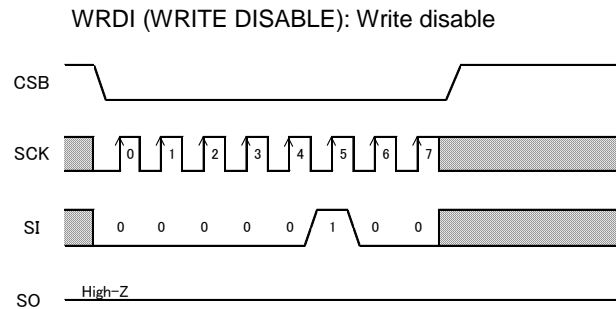 WRDI (WRITE DISABLE): Write disable
CSB
SCK
0 1 2 3 4 5 6 7
SI
0 0 0 0 0 1 0 0
SO
High-Z